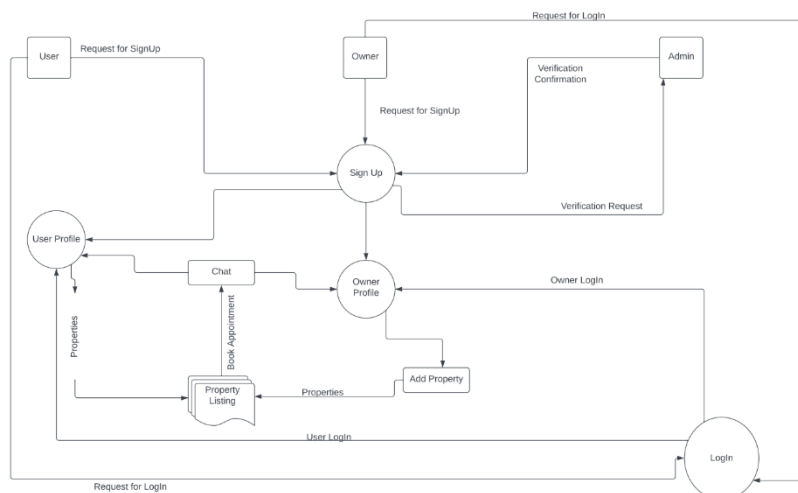 Request for LogIn
User
Request for SignUp
Owner
Admin
Verification
Confirmation
Request for SignUp
Sign Up
Verification Request
User Profile
Chat
Owner
Profile
Owner LogIn
Properties
Book Appointment
Property
Listing
Properties
Add Property
User LogIn
LogIn
Request for LogIn